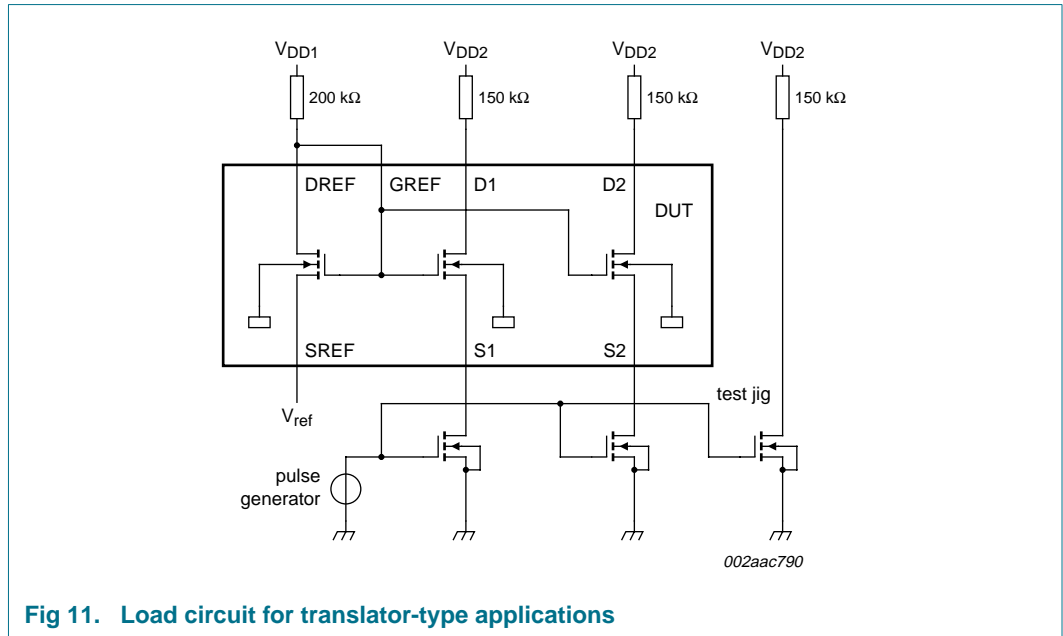 VDD1 VDD2 VDD2 VDD2
200 kΩ 150 kΩ 150 kΩ 150 kΩ
DREF GREF D1 D2
DUT
SREF S1 S2
test jig
Vref
pulse
generator
002aac790
Fig 11. Load circuit for translator-type applications